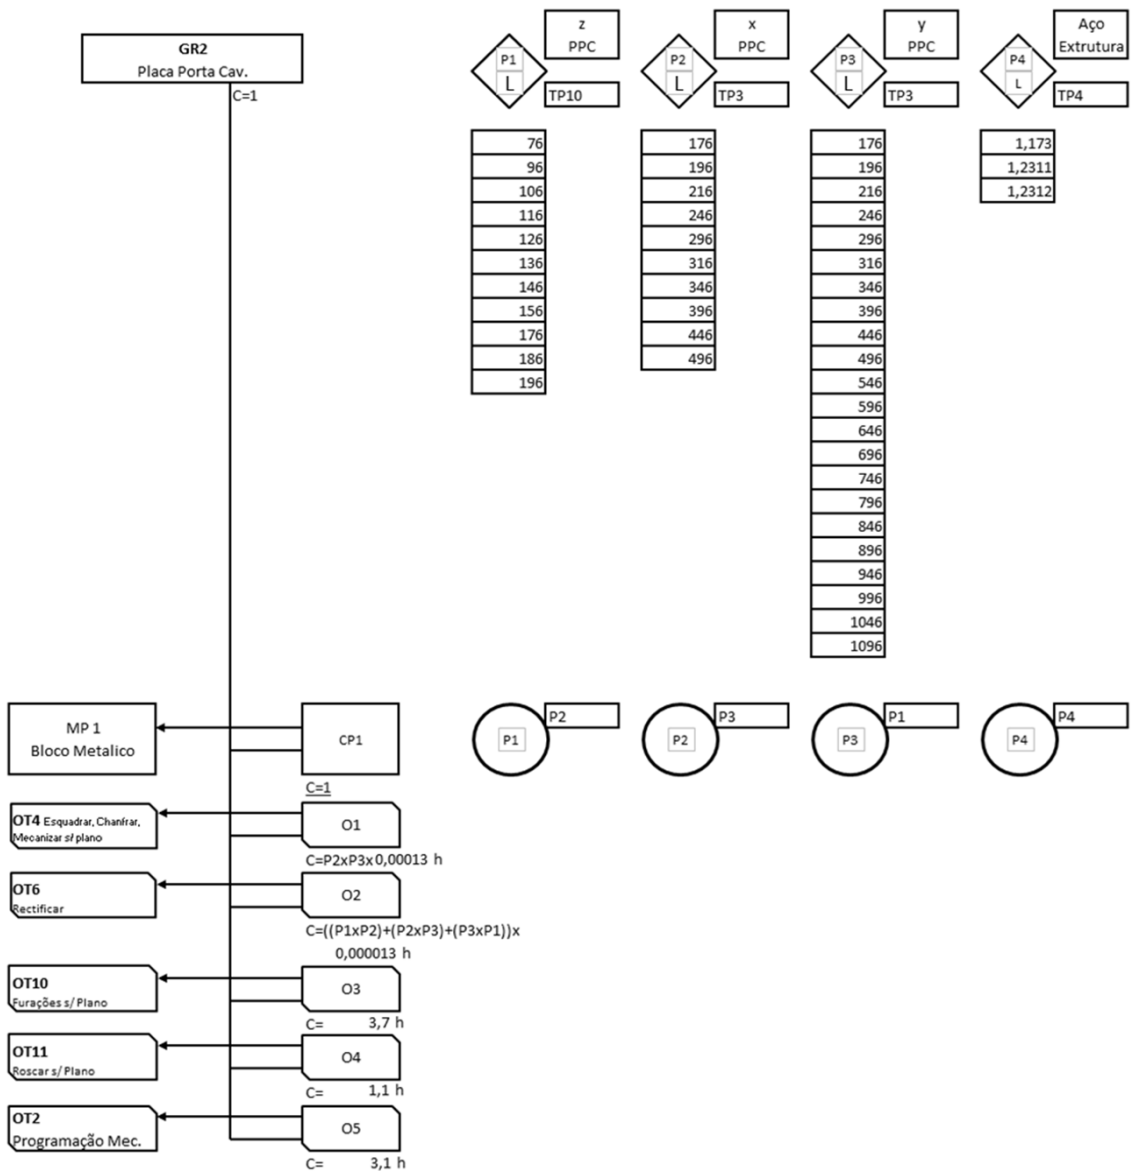 GR2
Placa Porta Cav.
C=1
P1
L
z
PPC
TP10
P2
L
x
PPC
TP3
P3
L
y
PPC
TP3
P4
L
Aço
Extrutura
TP4
76
96
106
116
126
136
146
156
176
186
196
176
196
216
246
296
316
346
396
446
496
176
196
216
246
296
316
346
396
446
496
546
596
646
696
746
796
846
896
946
996
1046
1096
1,173
1,2311
1,2312
MP 1
Bloco Metalico
CP1
C=1
P1
P2
P2
P3
P3
P1
P4
P4
OT4 Esquadrar, Chanfrar,
Mecanizar s/ plano
O1
C=P2xP3x0,00013 h
OT6
Rectificar
O2
C=((P1xP2)+(P2xP3)+(P3xP1))x
0,000013 h
OT10
Furações s/ Plano
O3
C= 3,7 h
OT11
Roscar s/ Plano
O4
C= 1,1 h
OT2
Programação Mec.
O5
C= 3,1 h